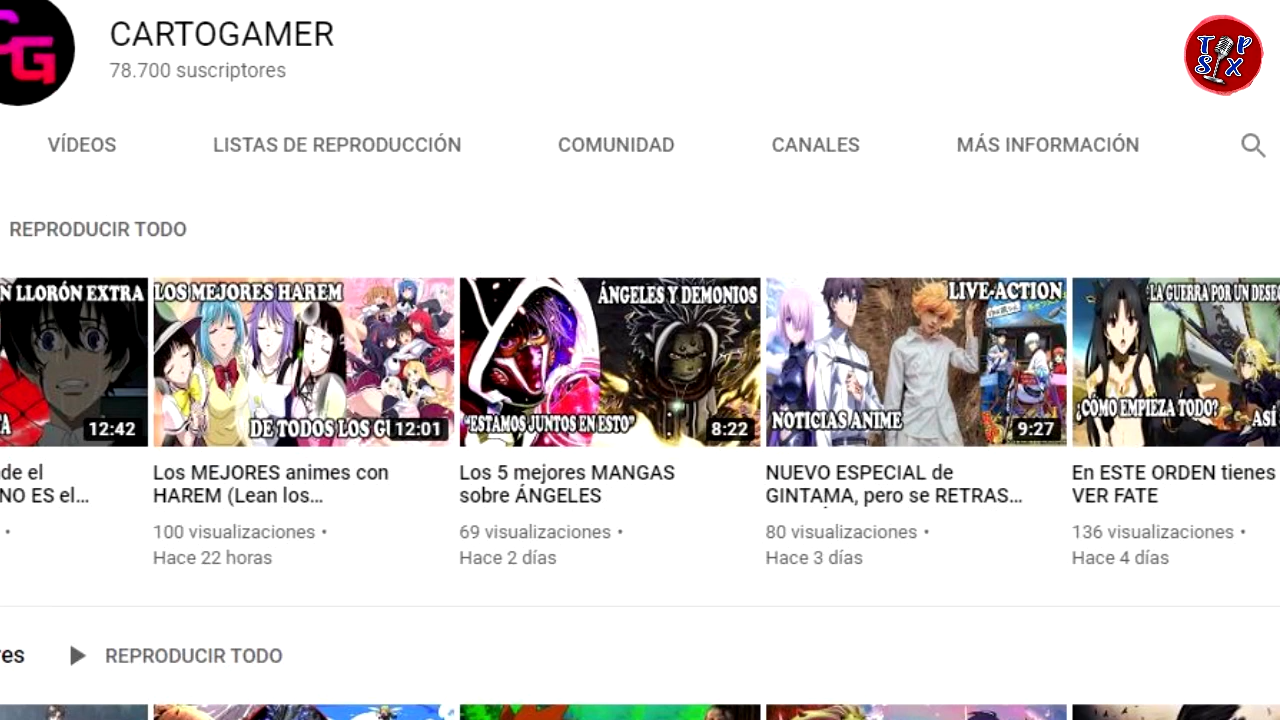 CARTOGAMER
78.700 suscriptores
TOP
SIX
VÍDEOS
LISTAS DE REPRODUCCIÓN
COMUNIDAD
CANALES
MÁS INFORMACIÓN
REPRODUCIR TODO
N LLORÓN EXTRA
TA
12:42
LOS MEJORES HAREM
DE TODOS LOS
12:01
ÁNGELES Y DEMONIOS
"ESTAMOS JUNTOS EN ESTO"
8:22
LIVE-ACTION
NOTICIAS ANIME
9:27
LA GUERRA POR UN DESEO
¿CÓMO EMPIEZA TODO?
ASÍ
de el
NO ES el...
Los MEJORES animes con
HAREM (Lean los...
100 visualizaciones •
Hace 22 horas
Los 5 mejores MANGAS
sobre ÁNGELES
69 visualizaciones •
Hace 2 días
NUEVO ESPECIAL de
GINTAMA, pero se RETRAS...
80 visualizaciones •
Hace 3 días
En ESTE ORDEN tienes
VER FATE
136 visualizaciones •
Hace 4 días
res
REPRODUCIR TODO